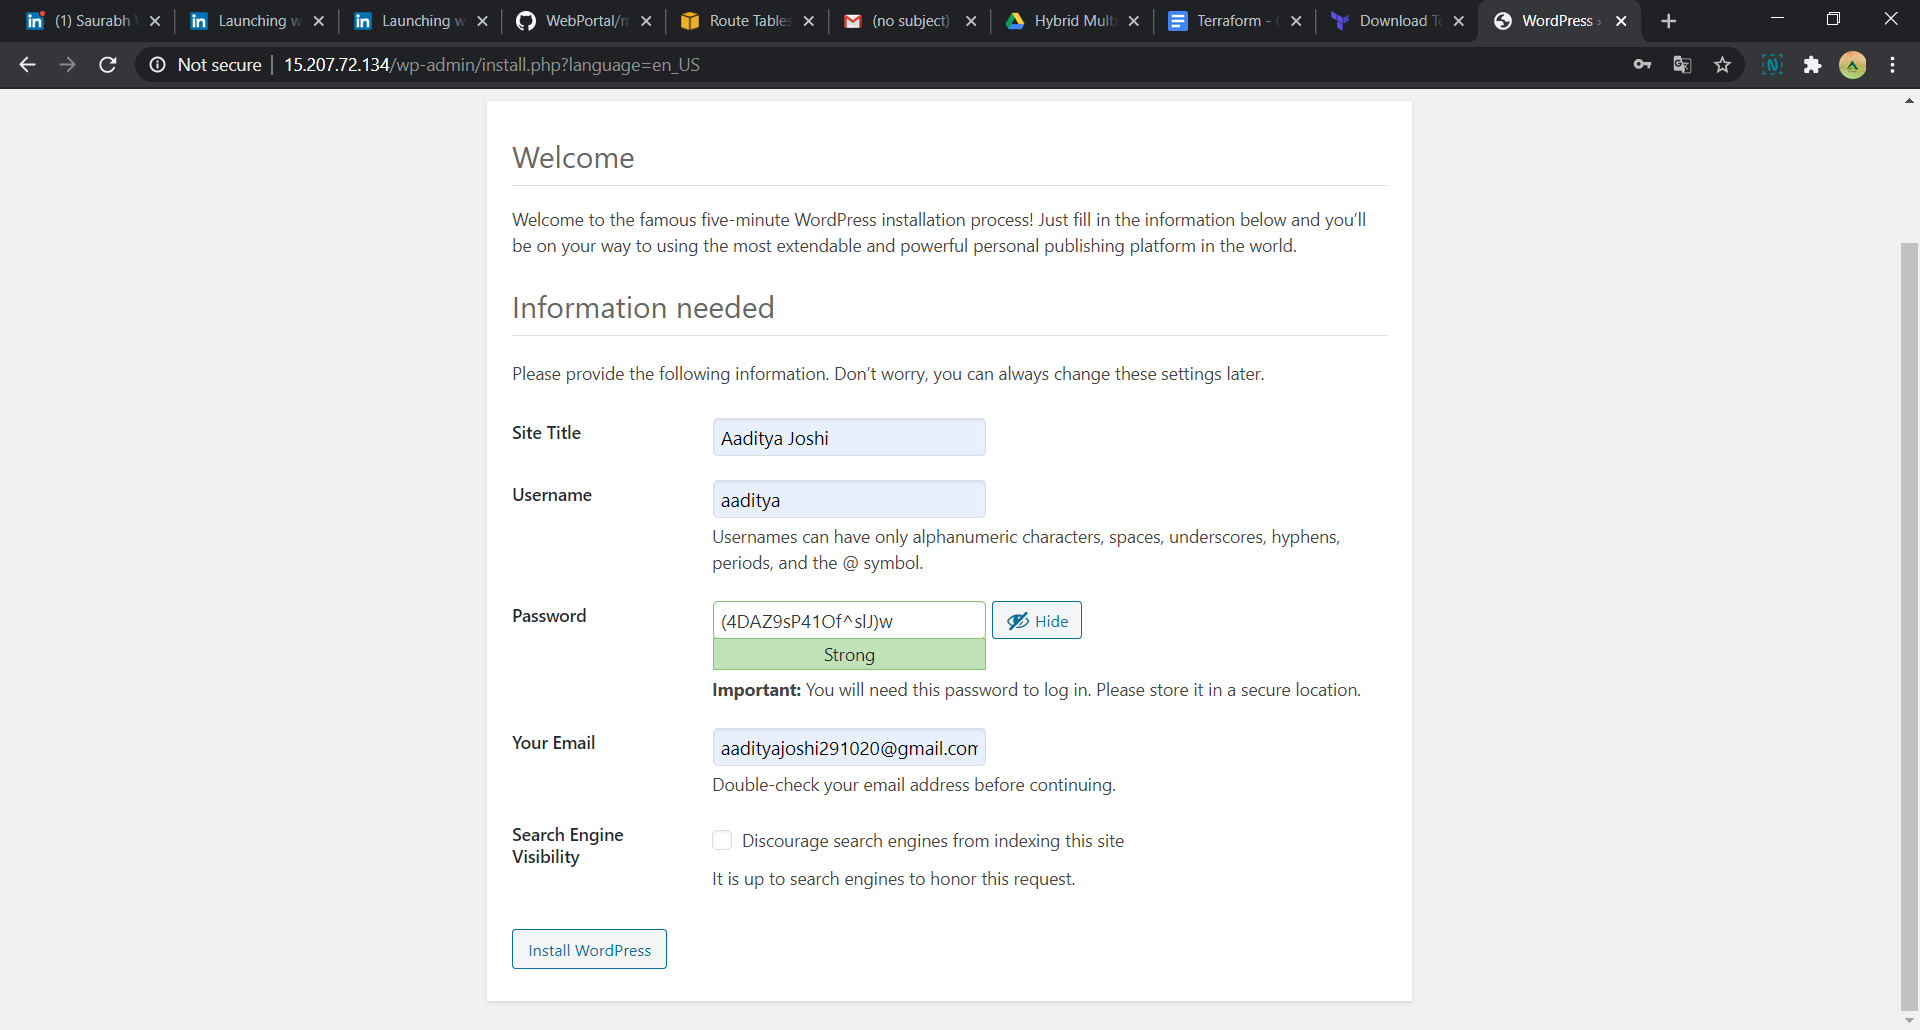 (1) Saurabh
Launching w
Launching w
WebPortal/m
Route Tables
(no subject)
Hybrid Multi
Terraform -
Download Te
WordPress ›
Not secure
15.207.72.134/wp-admin/install.php?language=en_US
Welcome
Welcome to the famous five-minute WordPress installation process! Just fill in the information below and you’ll
be on your way to using the most extendable and powerful personal publishing platform in the world.
Information needed
Please provide the following information. Don’t worry, you can always change these settings later.
Site Title
Aaditya Joshi
Username
aaditya
Usernames can have only alphanumeric characters, spaces, underscores, hyphens,
periods, and the @ symbol.
Password
(4DAZ9sP41Of^slJ)w
Hide
Strong
Important: You will need this password to log in. Please store it in a secure location.
Your Email
aadityajoshi291020@gmail.com
Double-check your email address before continuing.
Search Engine
Visibility
Discourage search engines from indexing this site
It is up to search engines to honor this request.
Install WordPress